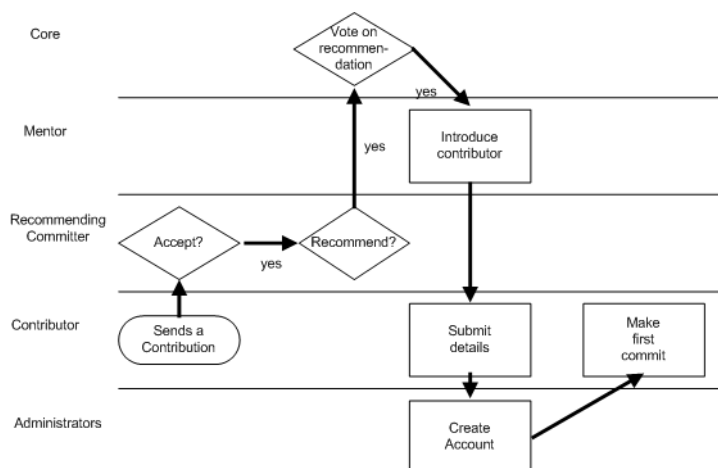 Core
Vote on
recommen-
dation
yes
Mentor
Introduce
contributor
yes
Recommending
Committer
Accept?
yes
Recommend?
Contributor
Sends a
Contribution
Submit
details
Make
first
commit
Administrators
Create
Account